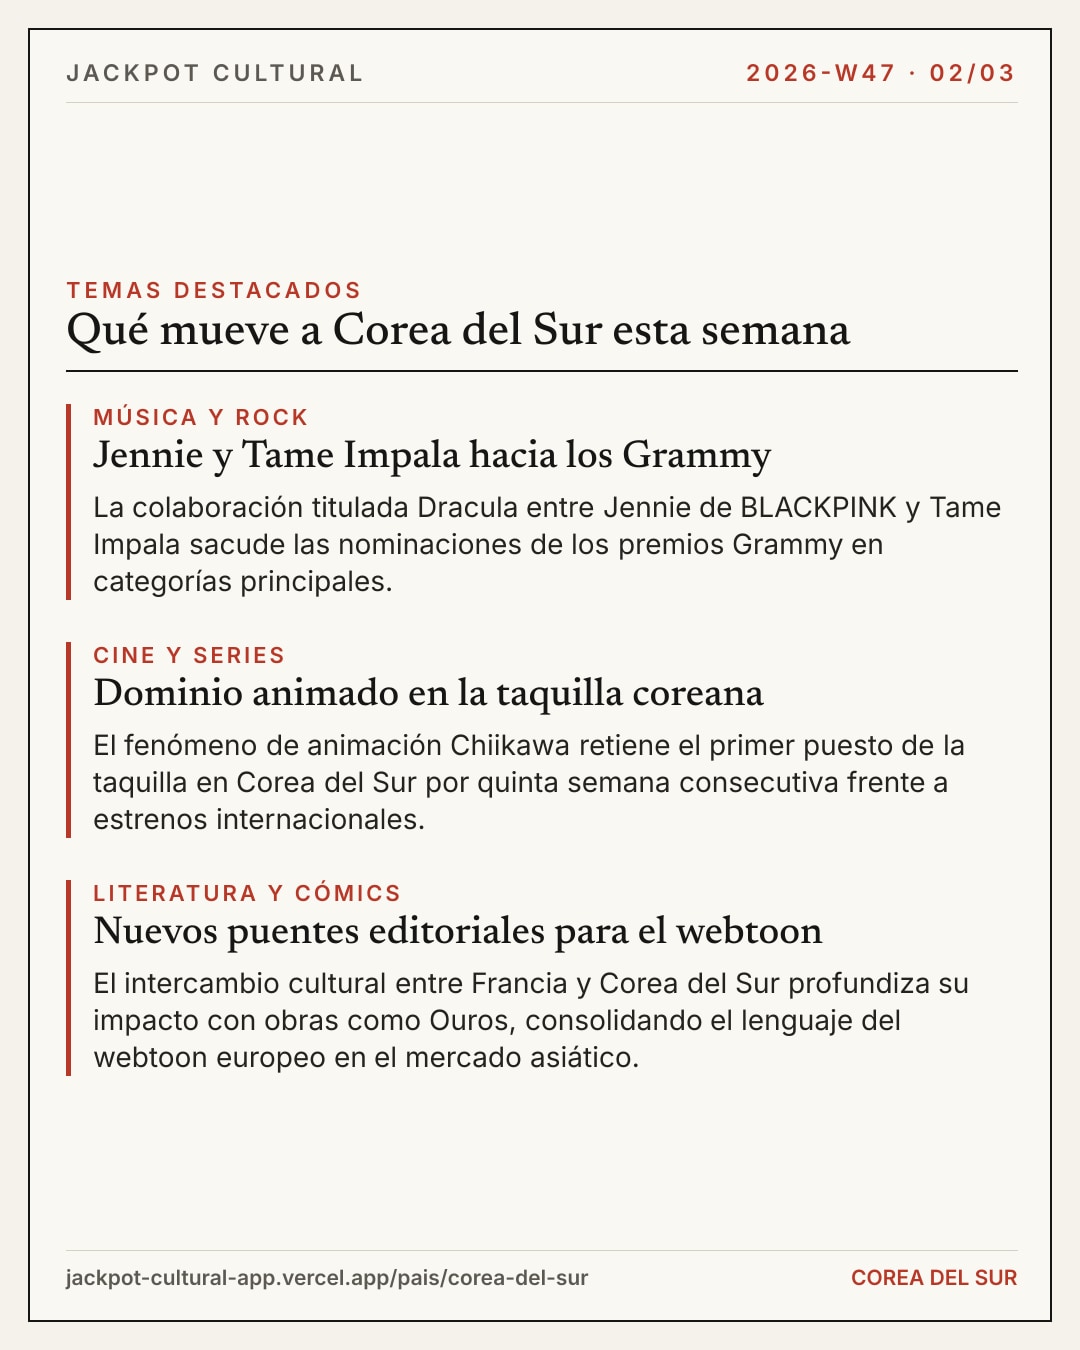 JACKPOT CULTURAL
2026-W47 · 02/03
TEMAS DESTACADOS
Qué mueve a Corea del Sur esta semana
MÚSICA Y ROCK
Jennie y Tame Impala hacia los Grammy
La colaboración titulada Dracula entre Jennie de BLACKPINK y Tame
Impala sacude las nominaciones de los premios Grammy en
categorías principales.
CINE Y SERIES
Dominio animado en la taquilla coreana
El fenómeno de animación Chiikawa retiene el primer puesto de la
taquilla en Corea del Sur por quinta semana consecutiva frente a
estrenos internacionales.
LITERATURA Y CÓMICS
Nuevos puentes editoriales para el webtoon
El intercambio cultural entre Francia y Corea del Sur profundiza su
impacto con obras como Ouros, consolidando el lenguaje del
webtoon europeo en el mercado asiático.
jackpot-cultural-app.vercel.app/pais/corea-del-sur
COREA DEL SUR